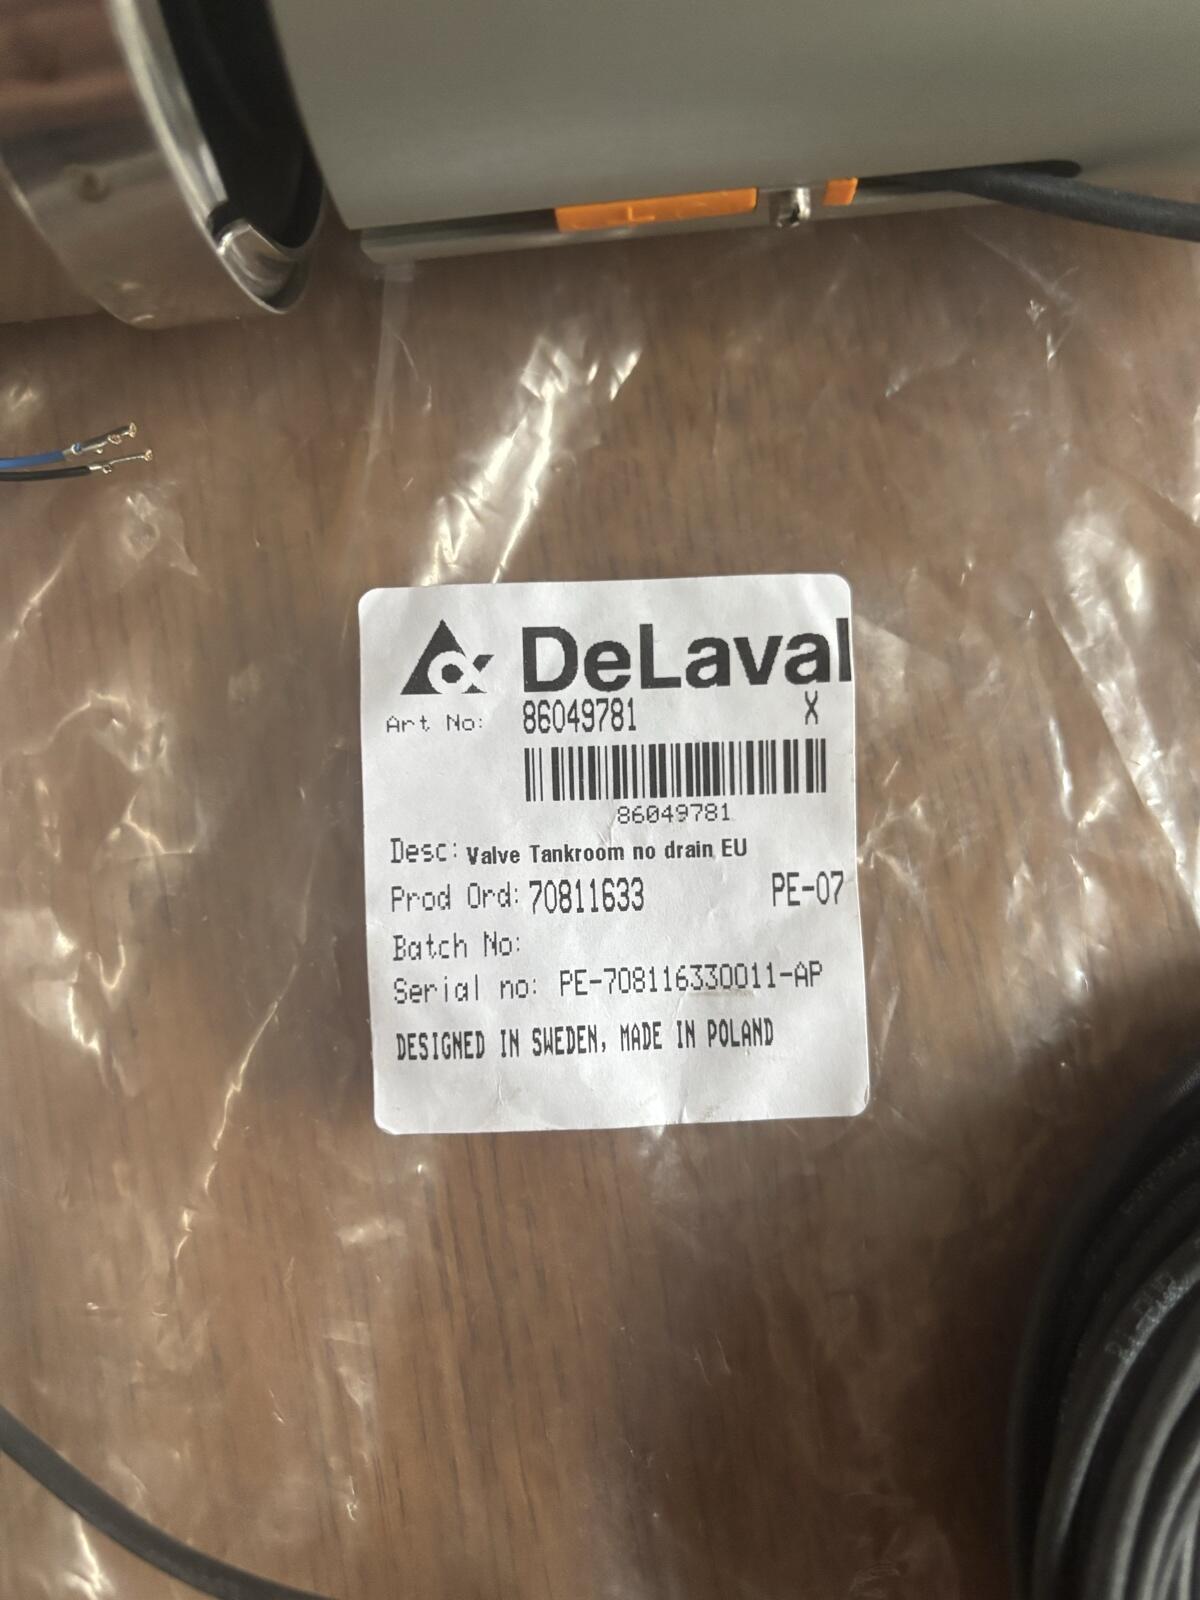 DeLaval
Art No: 86049781 X
86049781
Desc: Valve Tankroom no drain EU
Prod Ord: 70811633 PE-07
Batch No:
Serial no: PE-708116330011-AP
DESIGNED IN SWEDEN, MADE IN POLAND